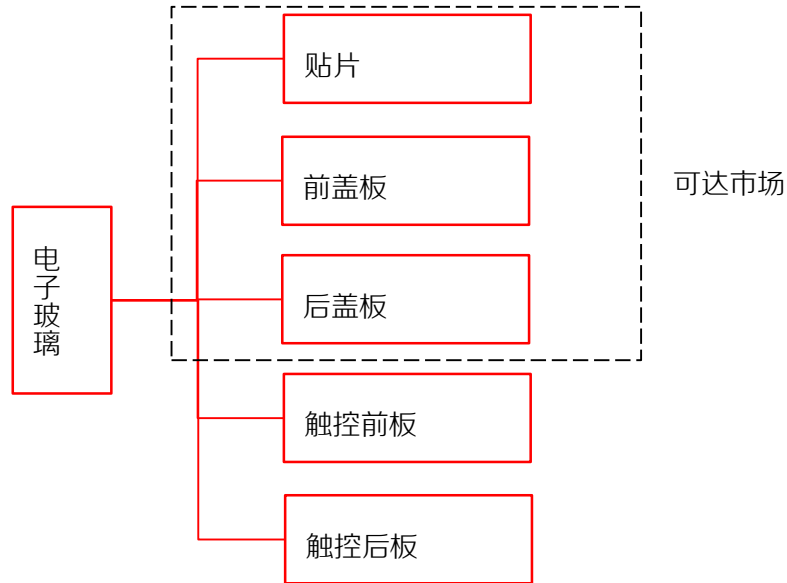 贴片
前盖板
可达市场
电子玻璃
后盖板
触控前板
触控后板